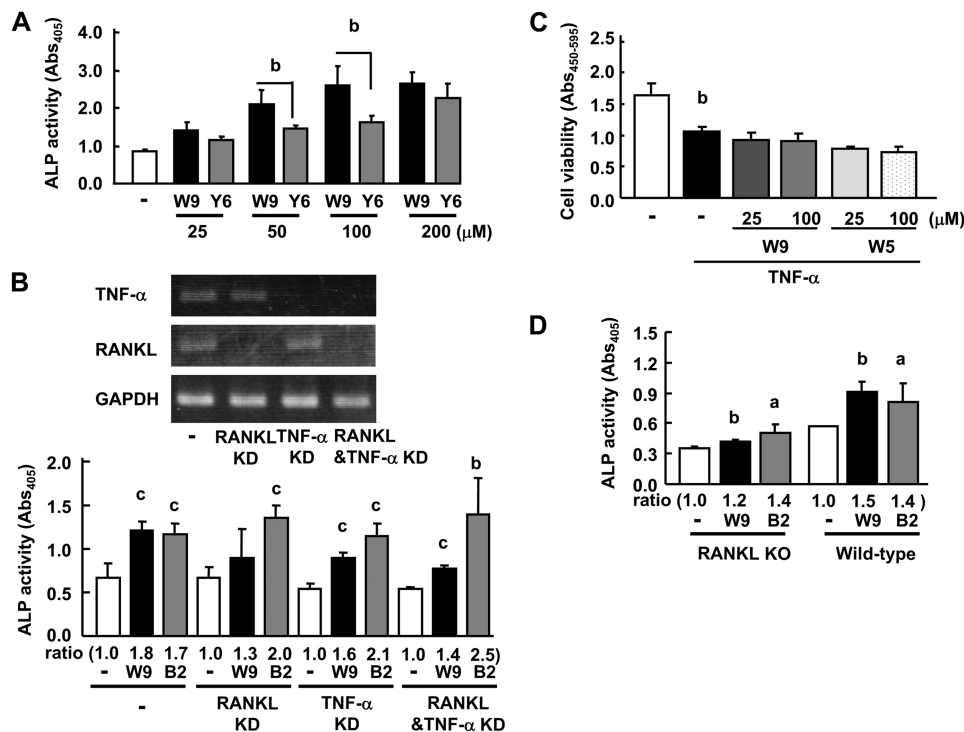 A
ALP activity (Abs405)
4.0
3.0
2.0
1.0
0.0
b
b
- W9 Y6 W9 Y6 W9 Y6 W9 Y6
25 50 100 200 (μM)
C
Cell viability (Abs450-595)
2.5
2.0
1.5
1.0
0.5
0.0
b
- - 25 100 25 100 (μM)
W9 W5
TNF-α
B
TNF-α
RANKL
GAPDH
- RANKL TNF-α RANKL
KD KD &TNF-α KD
ALP activity (Abs405)
2.0
1.5
1.0
0.5
0.0
c c c c c c b
ratio (1.0 1.8 1.7 1.0 1.3 2.0 1.0 1.6 2.1 1.0 1.4 2.5)
- W9 B2 - W9 B2 - W9 B2 - W9 B2
- RANKL TNF-α RANKL
KD KD &TNF-α KD
D
ALP activity (Abs405)
1.5
1.2
0.9
0.6
0.3
0.0
b a b a
ratio (1.0 1.2 1.4 1.0 1.5 1.4 )
- W9 B2 - W9 B2
RANKL KO Wild-type